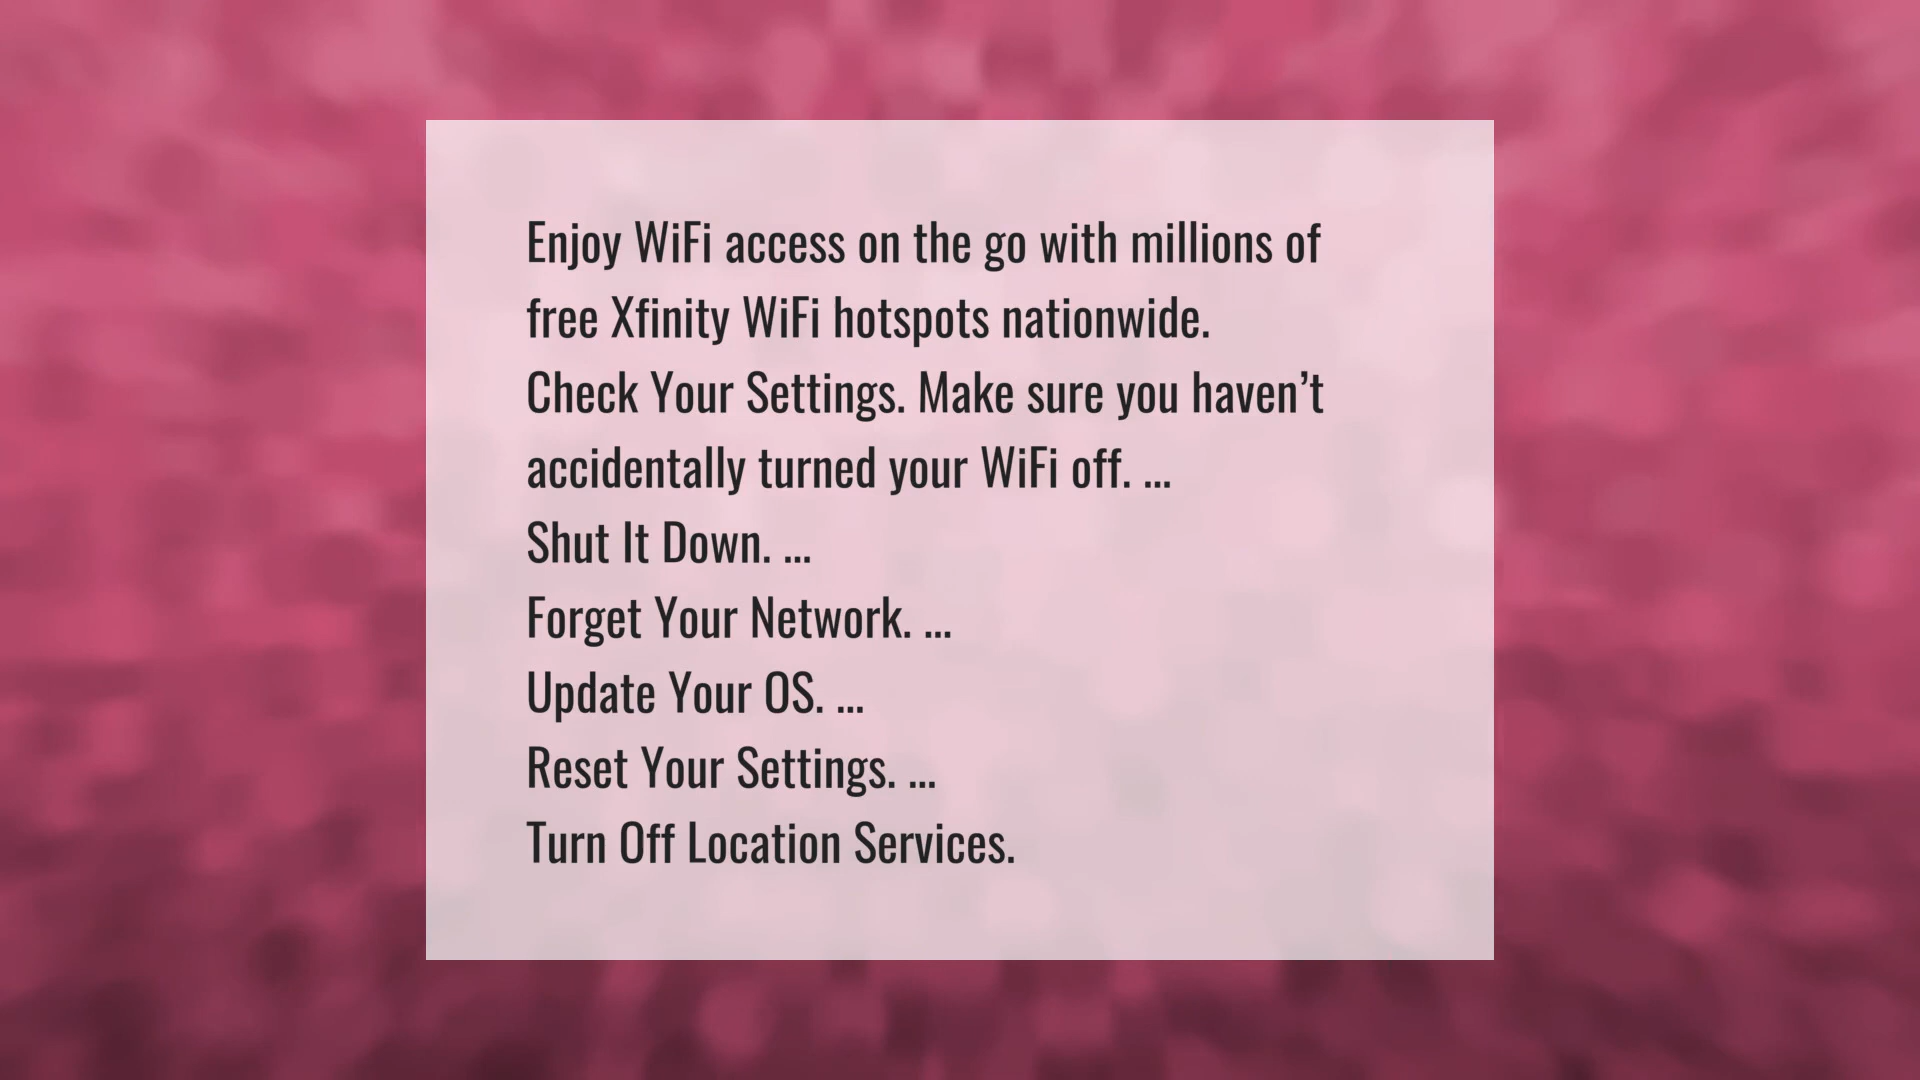 Enjoy WiFi access on the go with millions of
free Xfinity WiFi hotspots nationwide.
Check Your Settings. Make sure you haven’t
accidentally turned your WiFi off. ...
Shut It Down. ...
Forget Your Network. ...
Update Your OS. ...
Reset Your Settings. ...
Turn Off Location Services.